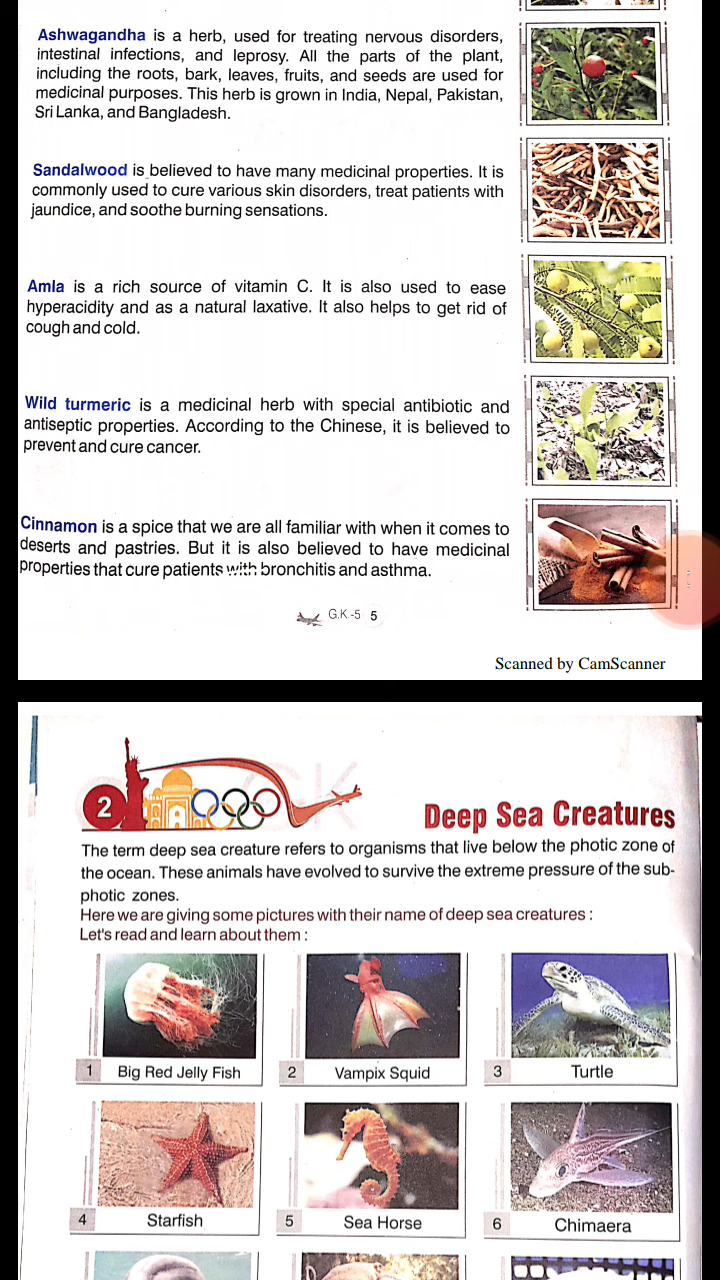 Ashwagandha is a herb, used for treating nervous disorders,
intestinal infections, and leprosy. All the parts of the plant,
including the roots, bark, leaves, fruits, and seeds are used for
medicinal purposes. This herb is grown in India, Nepal, Pakistan,
Sri Lanka, and Bangladesh.
Sandalwood is believed to have many medicinal properties. It is
commonly used to cure various skin disorders, treat patients with
jaundice, and soothe burning sensations.
Amla is a rich source of vitamin C. It is also used to ease
hyperacidity and as a natural laxative. It also helps to get rid of
cough and cold.
Wild turmeric is a medicinal herb with special antibiotic and
antiseptic properties. According to the Chinese, it is believed to
prevent and cure cancer.
Cinnamon is a spice that we are all familiar with when it comes to
deserts and pastries. But it is also believed to have medicinal
properties that cure patients with bronchitis and asthma.
G.K.-5 5
Scanned by CamScanner
2
Deep Sea Creatures
The term deep sea creature refers to organisms that live below the photic zone of
the ocean. These animals have evolved to survive the extreme pressure of the sub-
photic zones.
Here we are giving some pictures with their name of deep sea creatures :
Let's read and learn about them :
1 Big Red Jelly Fish
2 Vampix Squid
3 Turtle
4 Starfish
5 Sea Horse
6 Chimaera